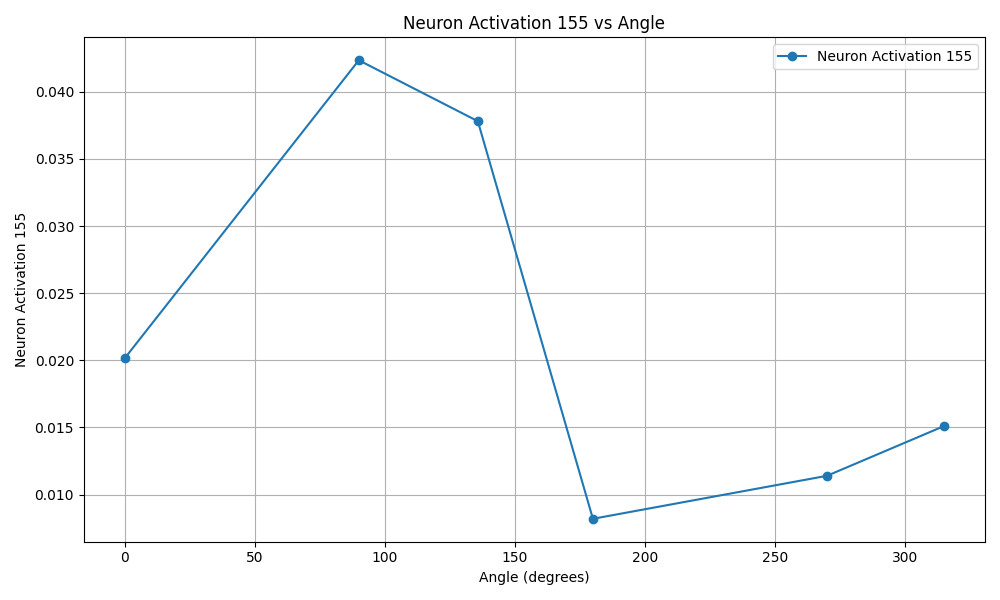 Neuron Activation 155 vs Angle
Neuron Activation 155
0.040
0.035
0.030
0.025
0.020
0.015
0.010
Neuron Activation 155
0 50 100 150 200 250 300
Angle (degrees)